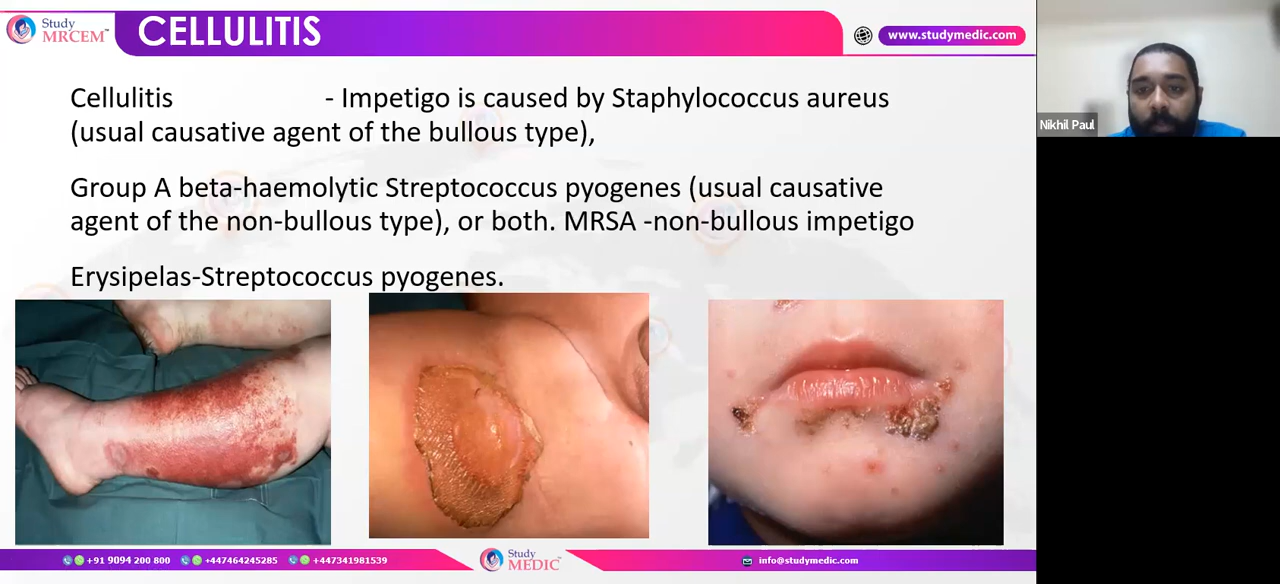 Study
MRCEM™
CELLULITIS
www.studymedic.com
Cellulitis - Impetigo is caused by Staphylococcus aureus
(usual causative agent of the bullous type),
Group A beta-haemolytic Streptococcus pyogenes (usual causative
agent of the non-bullous type), or both. MRSA -non-bullous impetigo
Erysipelas-Streptococcus pyogenes.
Nikhil Paul
+91 9094 200 800 +447464245285 +447341981539
Study
MEDIC™
info@studymedic.com